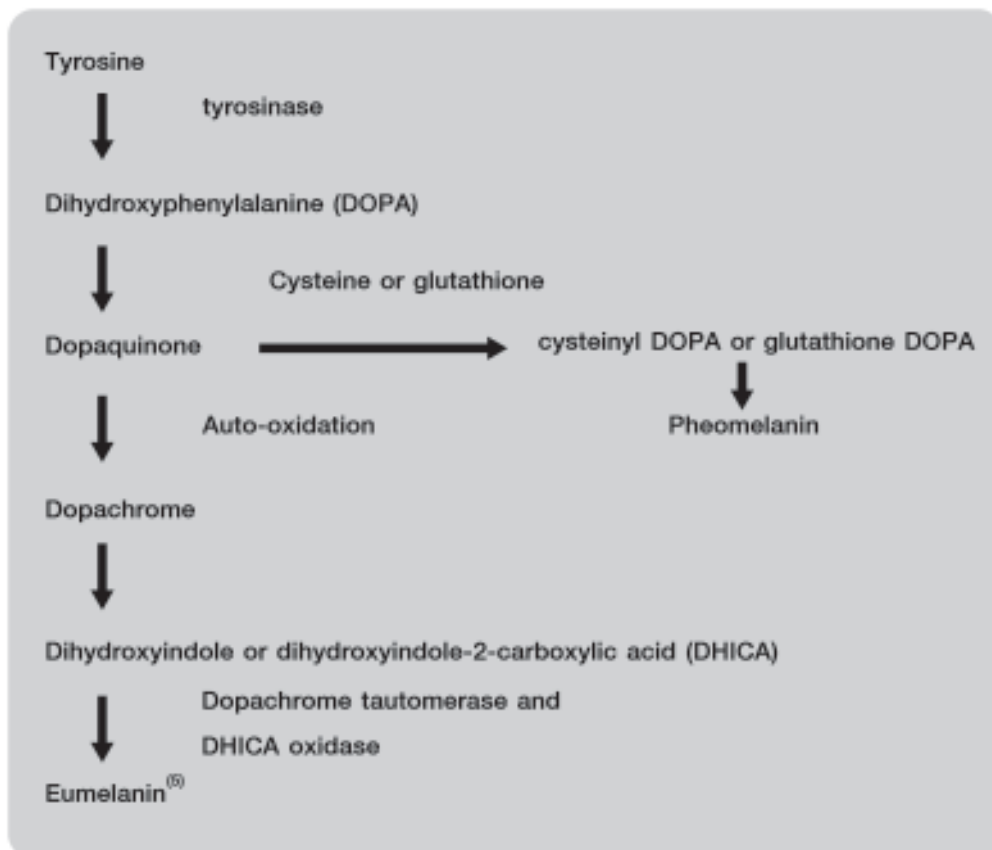 Tyrosine
tyrosinase
Dihydroxyphenylalanine (DOPA)
Cysteine or glutathione
Dopaquinone
cysteinyl DOPA or glutathione DOPA
Auto-oxidation
Pheomelanin
Dopachrome
Dihydroxyindole or dihydroxyindole-2-carboxylic acid (DHICA)
Dopachrome tautomerase and
DHICA oxidase
Eumelanin(5)